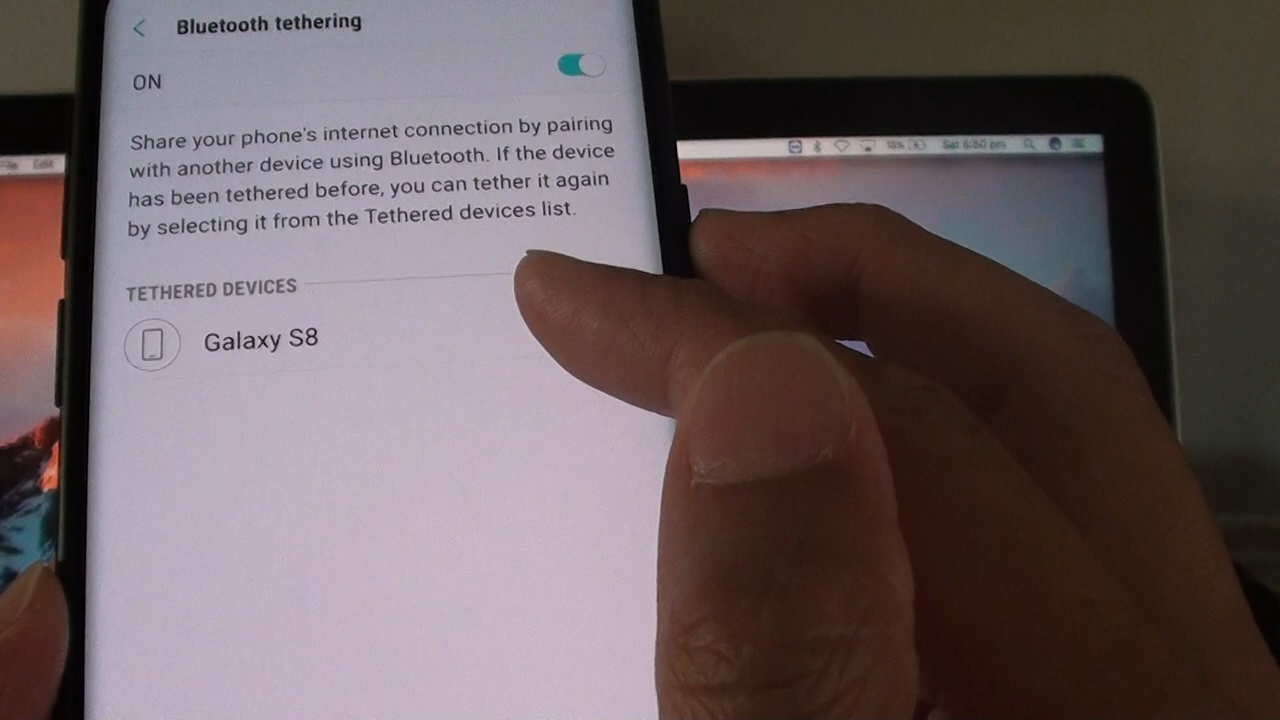 Bluetooth tethering
ON
Share your phone's internet connection by pairing
with another device using Bluetooth. If the device
has been tethered before, you can tether it again
by selecting it from the Tethered devices list.
TETHERED DEVICES
Galaxy S8
File Edit